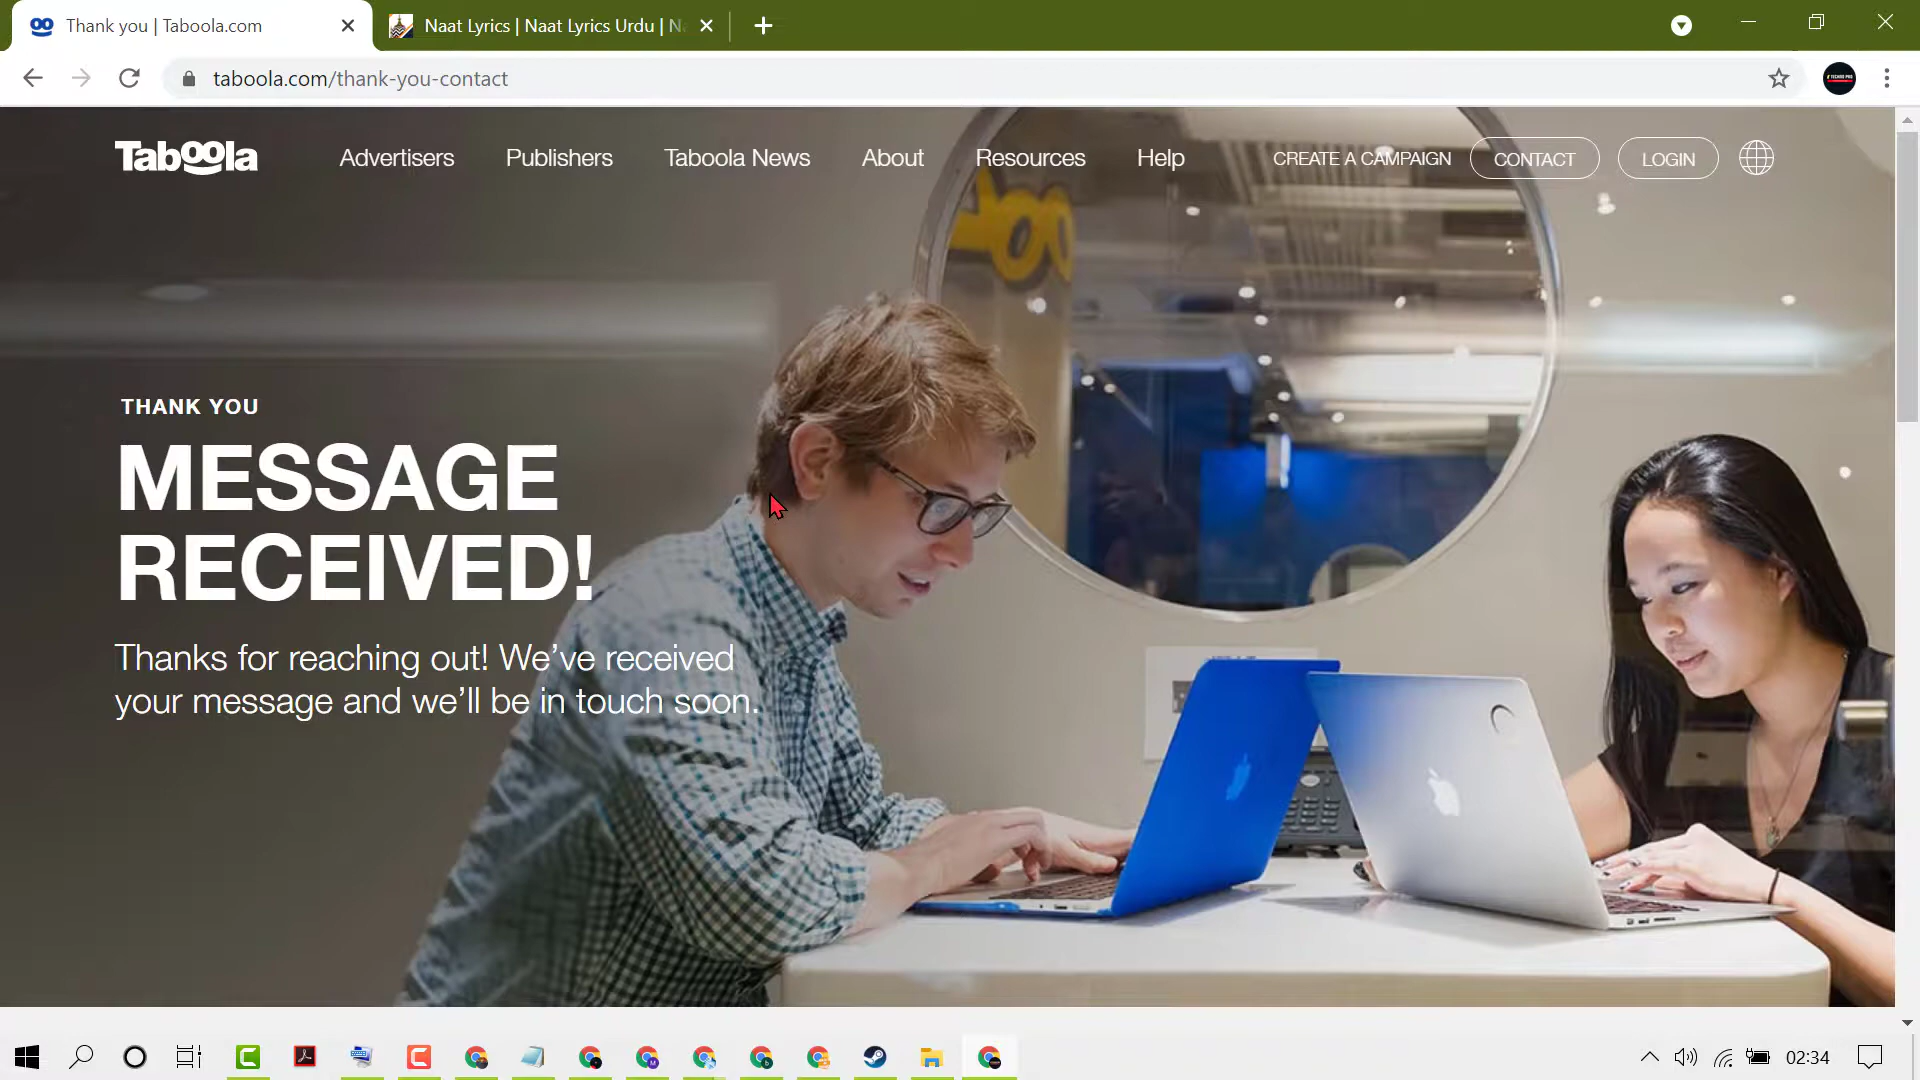 Thank you | Taboola.com
Naat Lyrics | Naat Lyrics Urdu |
taboola.com/thank-you-contact
Taboola
Advertisers
Publishers
Taboola News
About
Resources
Help
CREATE A CAMPAIGN
CONTACT
LOGIN
THANK YOU
MESSAGE
RECEIVED!
Thanks for reaching out! We've received
your message and we'll be in touch soon.
02:34